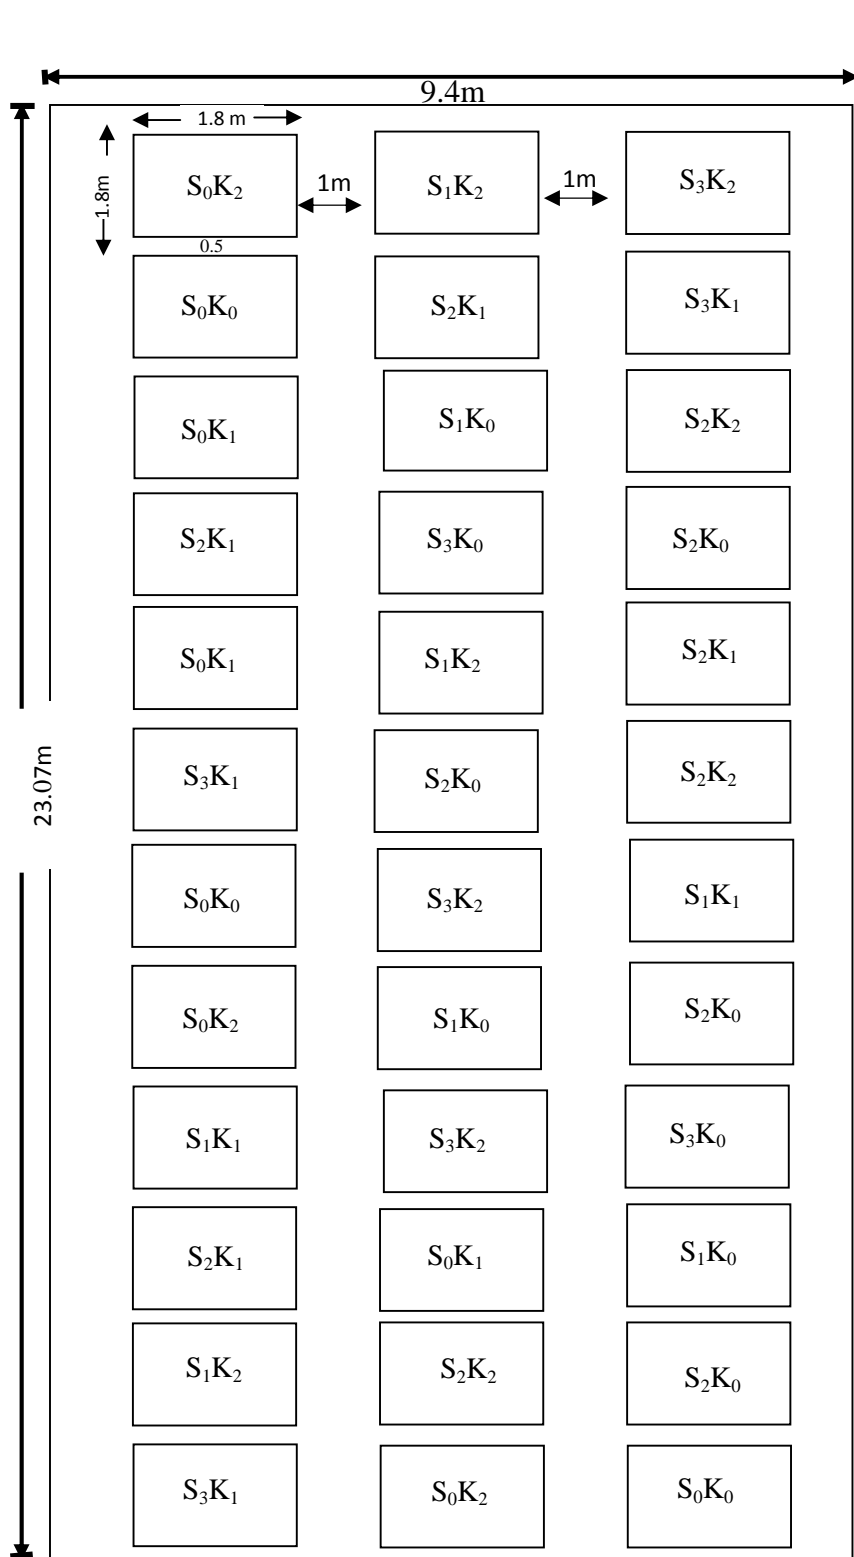 9.4m
1.8 m
1.8m
S₀K₂ 1m S₁K₂ 1m S₃K₂
0.5
S₀K₀ S₂K₁ S₃K₁
S₀K₁ S₁K₀ S₂K₂
S₂K₁ S₃K₀ S₂K₀
S₀K₁ S₁K₂ S₂K₁
23.07m
S₃K₁ S₂K₀ S₂K₂
S₀K₀ S₃K₂ S₁K₁
S₀K₂ S₁K₀ S₂K₀
S₁K₁ S₃K₂ S₃K₀
S₂K₁ S₀K₁ S₁K₀
S₁K₂ S₂K₂ S₂K₀
S₃K₁ S₀K₂ S₀K₀